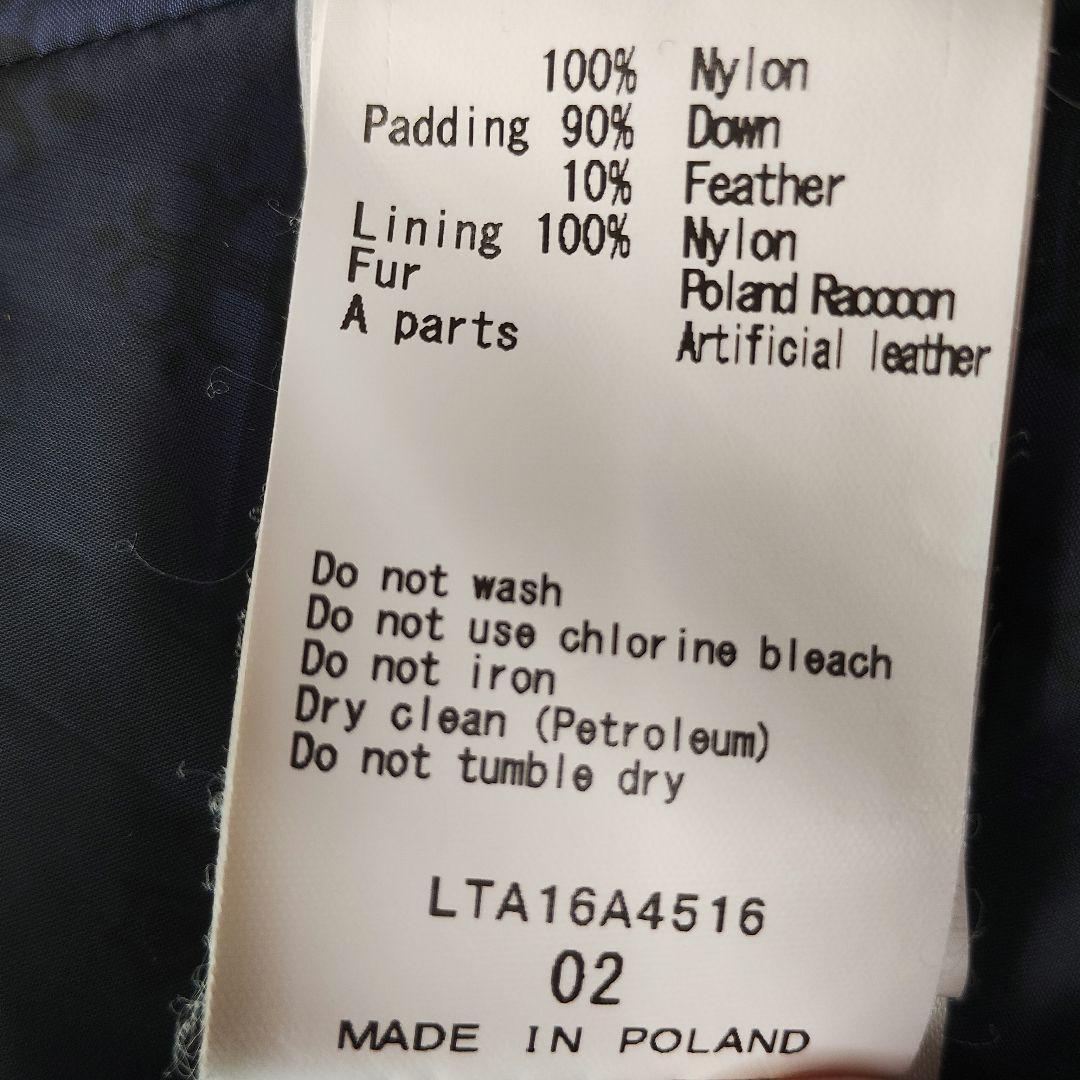 100% Nylon
Padding 90% Down
10% Feather
Lining 100% Nylon
Fur Poland Racocon
A parts Artificial leather
Do not wash
Do not use chlorine bleach
Do not iron
Dry clean (Petroleum)
Do not tumble dry
LTA16A4516
02
MADE IN POLAND